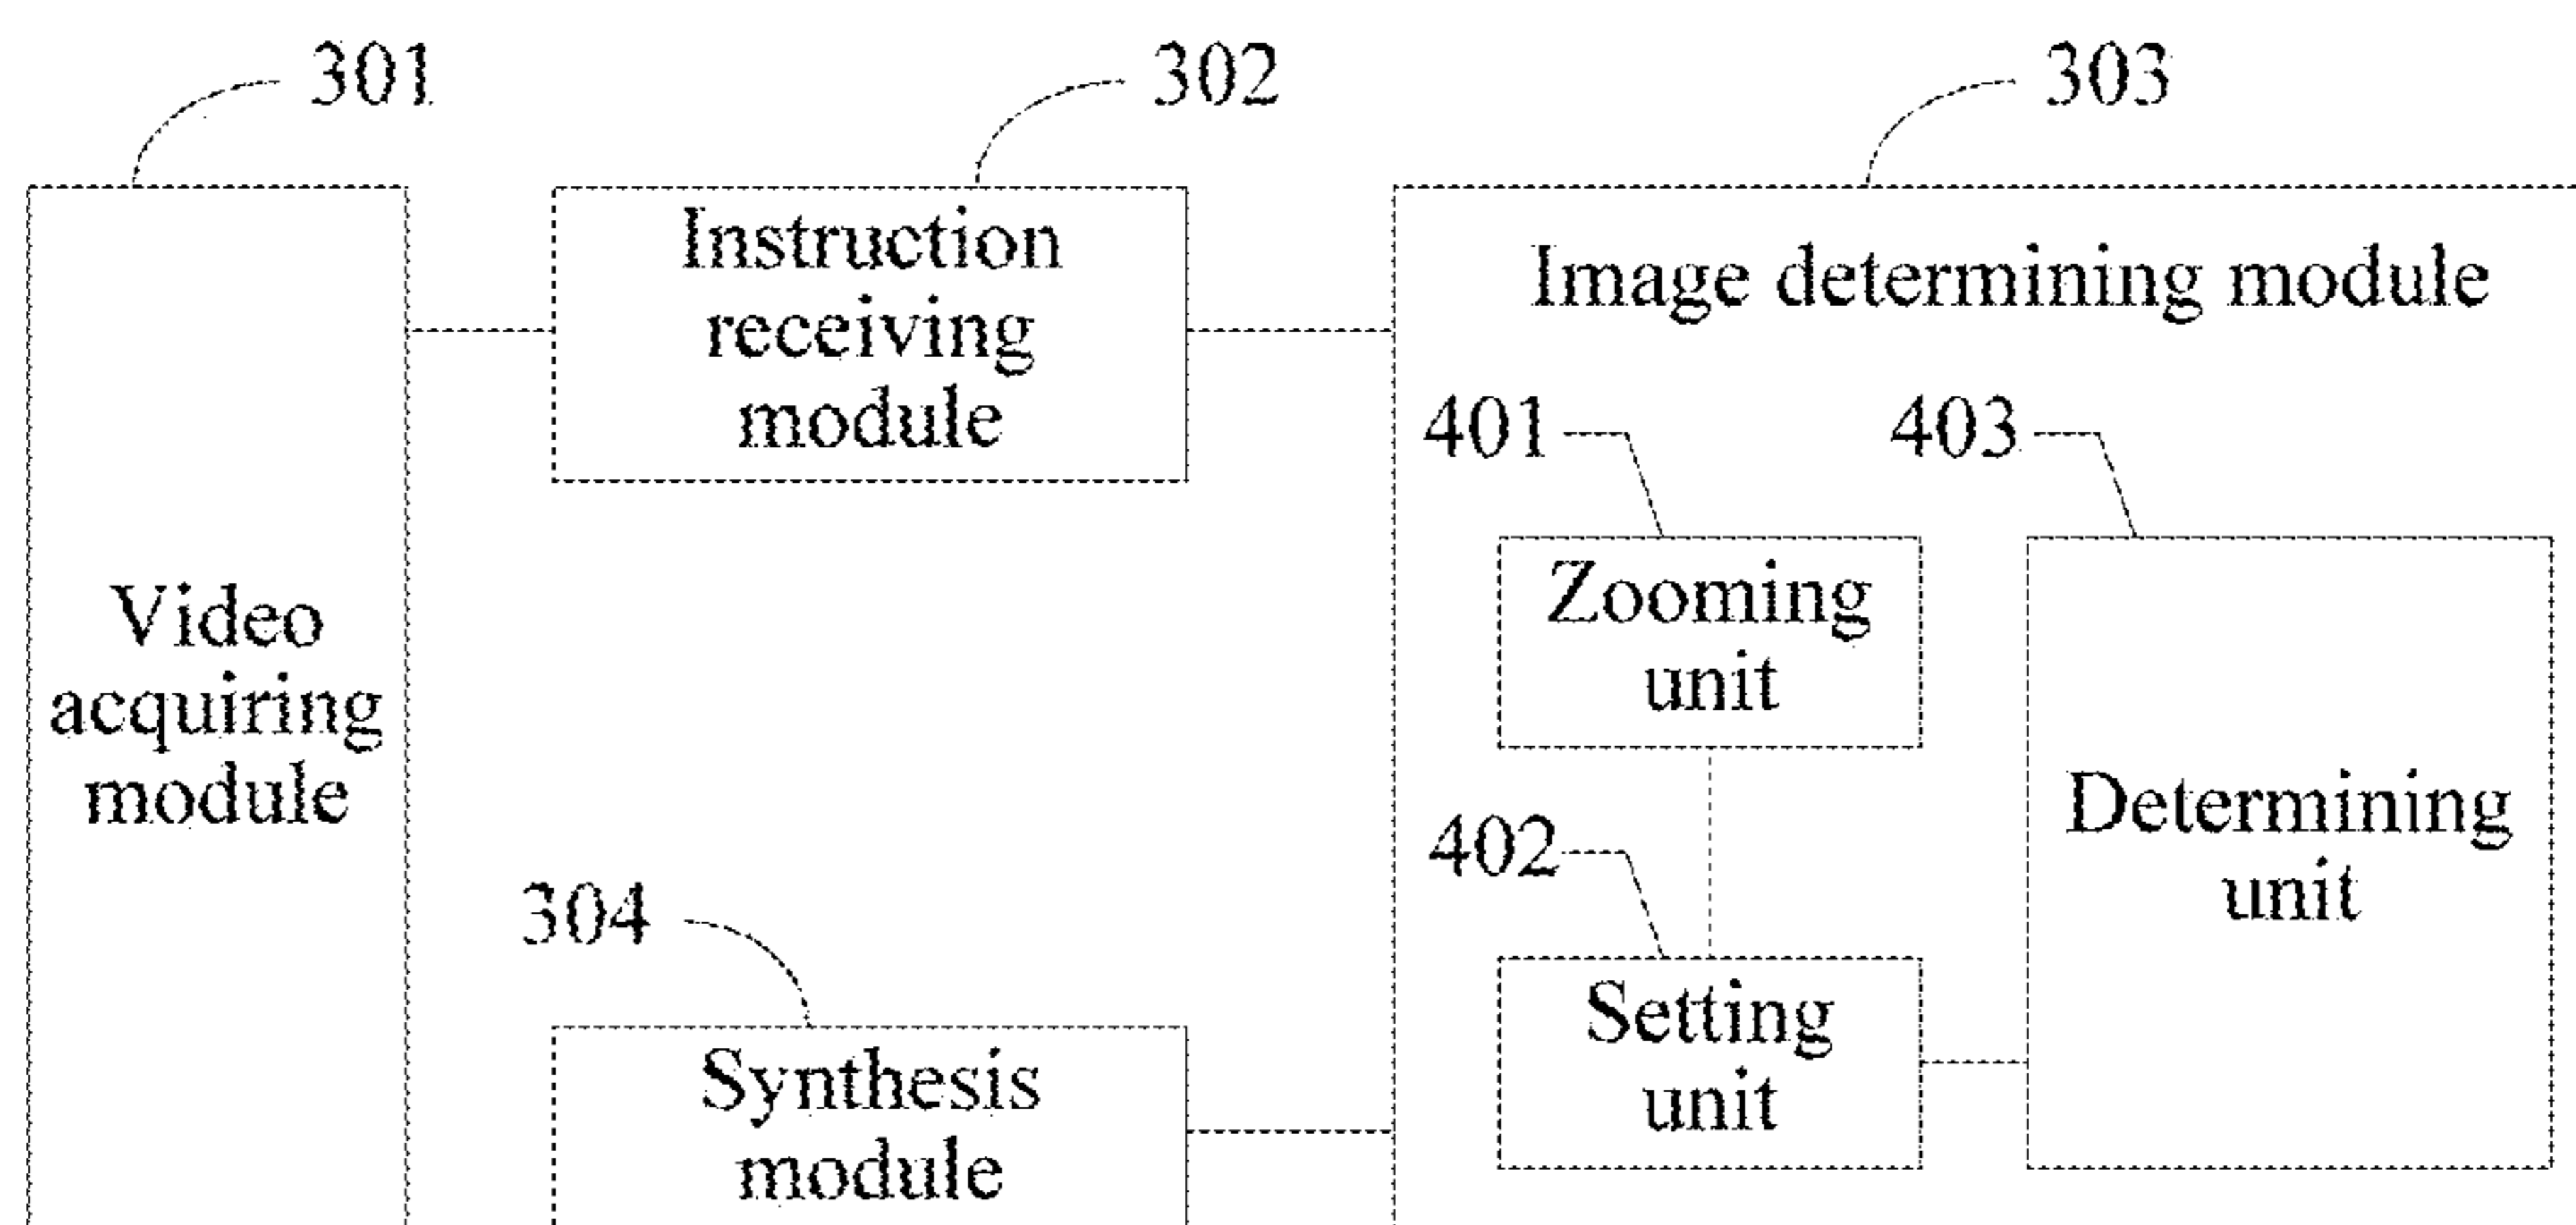 301
302
303
Video
acquiring
module
Instruction
receiving
module
Image determining module
401
403
Zooming
unit
Determining
unit
402
Setting
unit
304
Synthesis
module